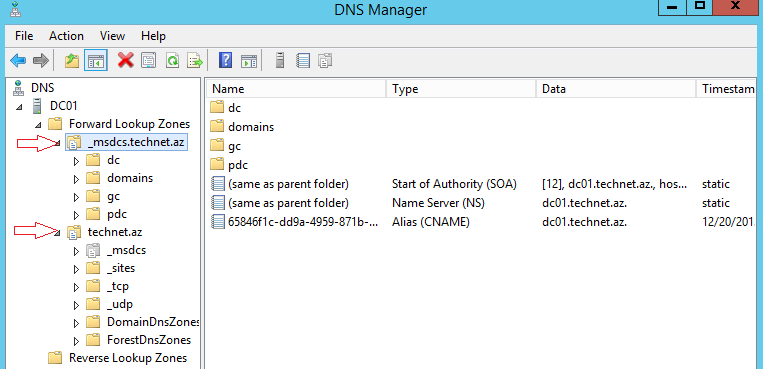 DNS Manager
File Action View Help
DNS
DC01
Forward Lookup Zones
_msdcs.technet.az
dc
domains
gc
pdc
technet.az
_msdcs
_sites
_tcp
_udp
DomainDnsZones
ForestDnsZones
Reverse Lookup Zones
Name Type Data Timestam
dc
domains
gc
pdc
(same as parent folder) Start of Authority (SOA) [12], dc01.technet.az., hos... static
(same as parent folder) Name Server (NS) dc01.technet.az. static
65846f1c-dd9a-4959-871b-... Alias (CNAME) dc01.technet.az. 12/20/201